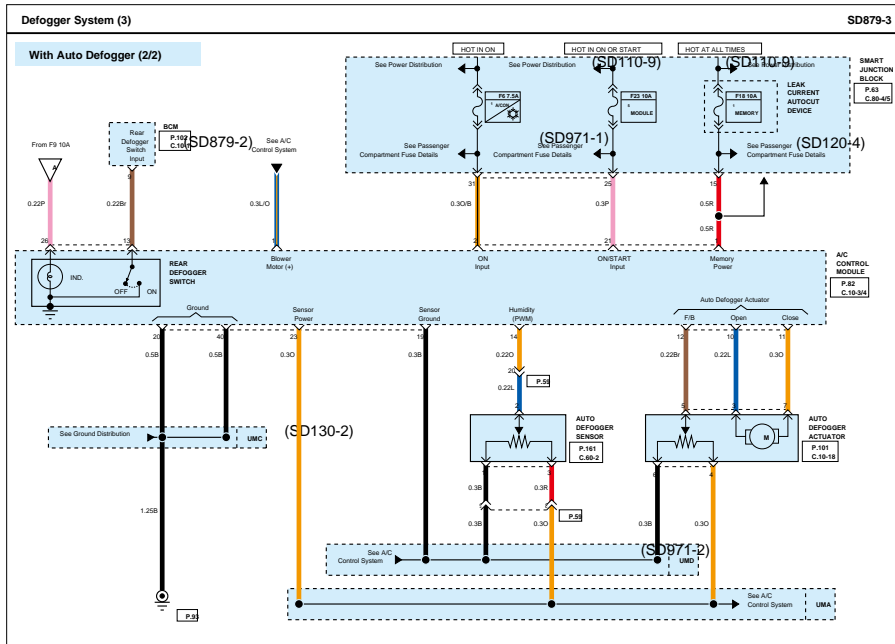 Defogger System (3)
SD879-3
With Auto Defogger (2/2)
HOT IN ON
HOT IN ON OR START
HOT AT ALL TIMES
See Power Distribution
See Power Distribution
(SD110-9)
(SD110-9)
SMART
JUNCTION
BLOCK
P.63
C.80-4/5
F6 7.5A
A/CON
F23 10A
MODULE
F18 10A
MEMORY
LEAK
CURRENT
AUTOCUT
DEVICE
See Passenger
Compartment Fuse Details
(SD971-1)
See Passenger
Compartment Fuse Details
See Passenger
Compartment Fuse Details
(SD120-4)
From F9 10A
A
Rear
Defogger
Switch
Input
BCM
P.102
(SD879-2)
See A/C
Control System
9
31
25
15
0.22P
0.22Br
0.3L/O
0.3O/B
0.3P
0.5R
0.5R
26
13
1
2
21
IND.
OFF
ON
REAR
DEFOGGER
SWITCH
Blower
Motor (+)
ON
Input
ON/START
Input
Memory
Power
A/C
CONTROL
MODULE
P.82
C.10-3/4
Ground
Sensor
Power
Sensor
Ground
Humidity
(PWM)
Auto Defogger Actuator
F/B
Open
Close
20
40
23
19
14
12
10
11
0.5B
0.5B
0.3O
0.3B
0.22O
0.22Br
0.22L
0.3O
20
P.59
0.22L
2
5
3
7
See Ground Distribution
UMC
(SD130-2)
AUTO
DEFOGGER
SENSOR
P.161
C.60-2
M
AUTO
DEFOGGER
ACTUATOR
P.101
C.10-18
1
3
6
4
0.3B
0.3R
P.59
1.25B
0.3B
0.3O
0.3B
0.3O
See A/C
Control System
UMD
(SD971-2)
See A/C
Control System
UMA
P.93